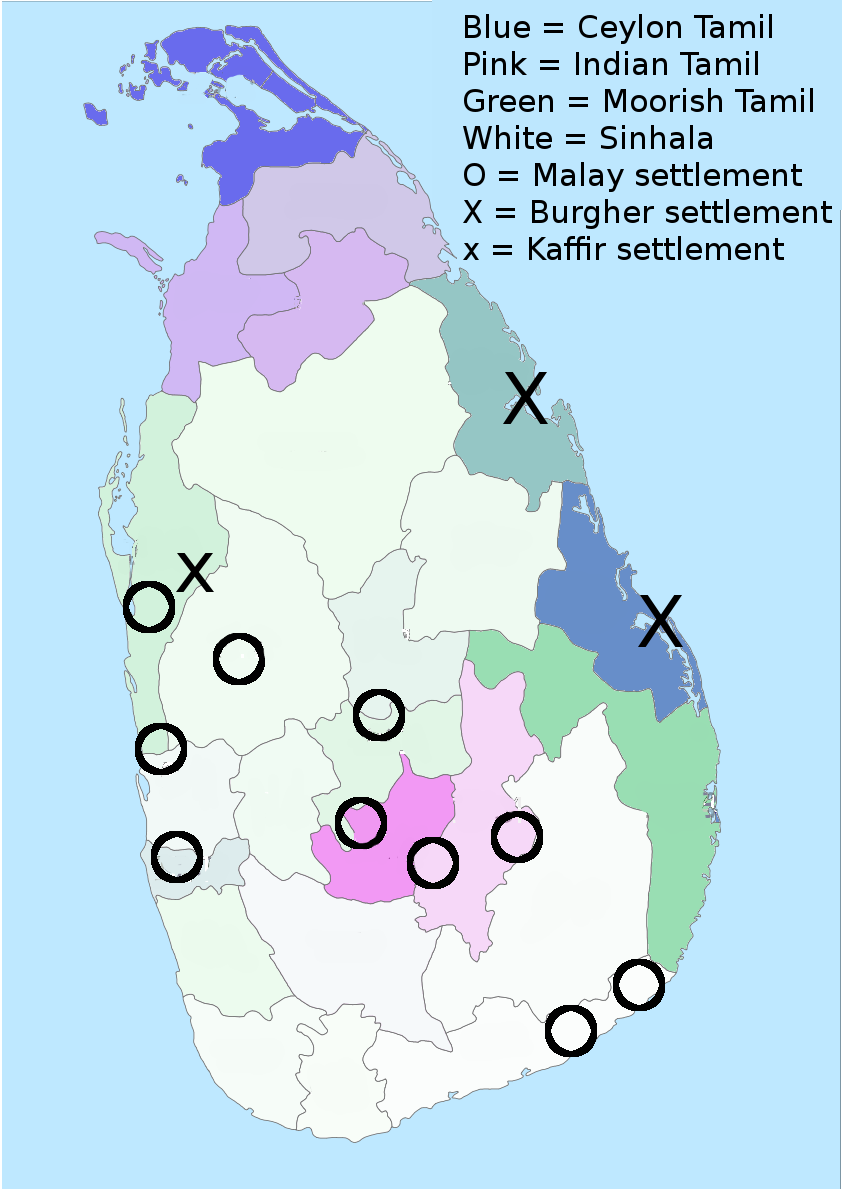 Blue = Ceylon Tamil
Pink = Indian Tamil
Green = Moorish Tamil
White = Sinhala
O = Malay settlement
X = Burgher settlement
x = Kaffir settlement
X
X
x
O
O
O
O
O
O
O
O
O
O